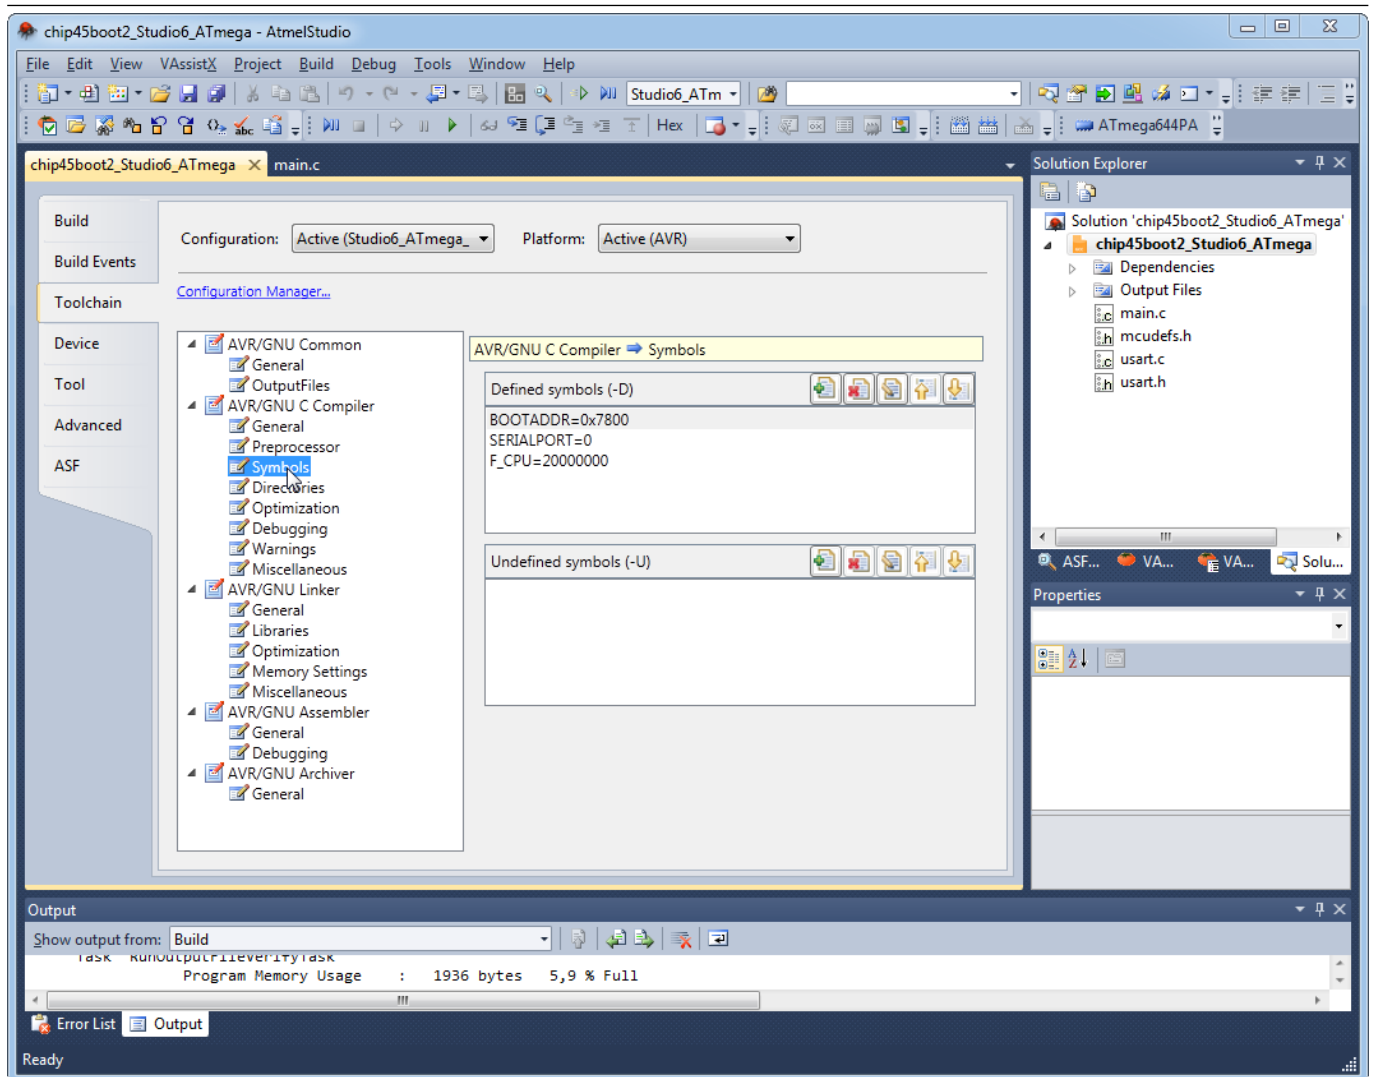 chip45boot2_Studio6_ATmega - AtmelStudio
File Edit View VAssistX Project Build Debug Tools Window Help
Studio6_ATm
Hex
ATmega644PA
chip45boot2_Studio6_ATmega
main.c
Build
Build Events
Toolchain
Device
Tool
Advanced
ASF
Configuration: Active (Studio6_ATmega_ Platform: Active (AVR)
Configuration Manager...
AVR/GNU Common
General
OutputFiles
AVR/GNU C Compiler
General
Preprocessor
Symbols
Directories
Optimization
Debugging
Warnings
Miscellaneous
AVR/GNU Linker
General
Libraries
Optimization
Memory Settings
Miscellaneous
AVR/GNU Assembler
General
Debugging
AVR/GNU Archiver
General
AVR/GNU C Compiler Symbols
Defined symbols (-D)
BOOTADDR=0x7800
SERIALPORT=0
F_CPU=20000000
Undefined symbols (-U)
Solution Explorer
Solution 'chip45boot2_Studio6_ATmega'
chip45boot2_Studio6_ATmega
Dependencies
Output Files
main.c
mcudefs.h
usart.c
usart.h
ASF... VA... VA... Solu...
Properties
Output
Show output from: Build
Task RunOutputFileVerifyTask
Program Memory Usage : 1936 bytes 5,9 % Full
Error List Output
Ready